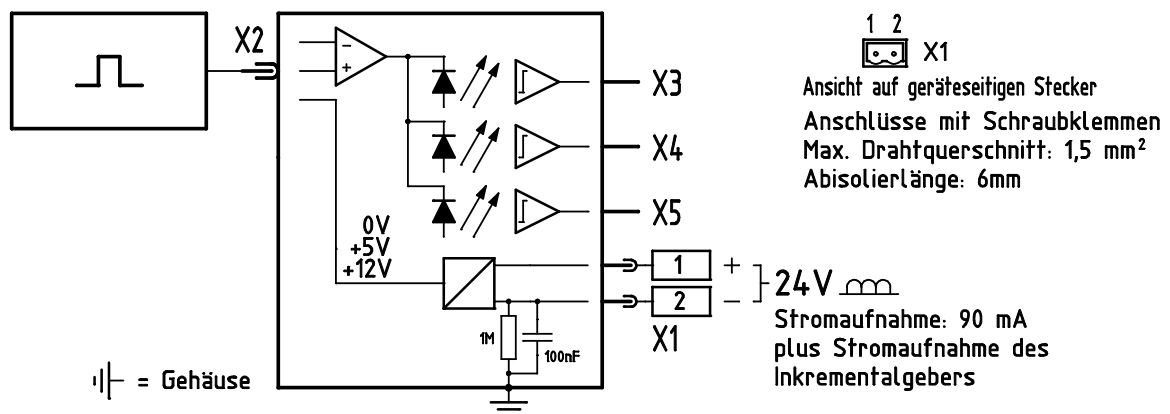 X2
-
+
X3
X4
X5
0V
+5V
+12V
1 +
2 -
X1
1M
100nF
24V
Stromaufnahme: 90 mA
plus Stromaufnahme des
Inkrementalgebers
1 2
X1
Ansicht auf geräteseitigen Stecker
Anschlüsse mit Schraubklemmen
Max. Drahtquerschnitt: 1,5 mm²
Abisolierlänge: 6mm
= Gehäuse